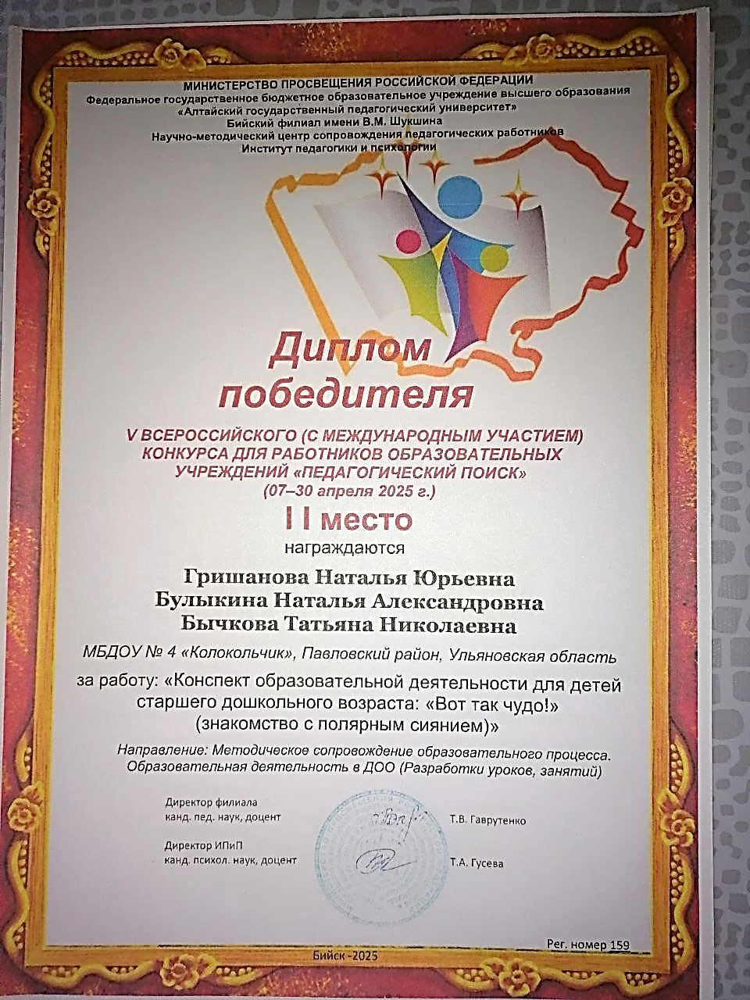 МИНИСТЕРСТВО ПРОСВЕЩЕНИЯ РОССИЙСКОЙ ФЕДЕРАЦИИ
Федеральное государственное бюджетное образовательное учреждение высшего образования
«Алтайский государственный педагогический университет»
Бийский филиал имени В.М. Шукшина
Научно-методический центр сопровождения педагогических работников
Институт педагогики и психологии
Диплом
победителя
V ВСЕРОССИЙСКОГО (С МЕЖДУНАРОДНЫМ УЧАСТИЕМ)
КОНКУРСА ДЛЯ РАБОТНИКОВ ОБРАЗОВАТЕЛЬНЫХ
УЧРЕЖДЕНИЙ «ПЕДАГОГИЧЕСКИЙ ПОИСК»
(07–30 апреля 2025 г.)
I I место
награждаются
Гришанова Наталья Юрьевна
Булыкина Наталья Александровна
Бычкова Татьяна Николаевна
МБДОУ № 4 «Колокольчик», Павловский район, Ульяновская область
за работу: «Конспект образовательной деятельности для детей
старшего дошкольного возраста: «Вот так чудо!»
(знакомство с полярным сиянием)»
Направление: Методическое сопровождение образовательного процесса.
Образовательная деятельность в ДОО (Разработки уроков, занятий)
Директор филиала
канд. пед. наук, доцент
Т.В. Гаврутенко
Директор ИПиП
канд. психол. наук, доцент
Т.А. Гусева
Рег. номер 159
Бийск -2025